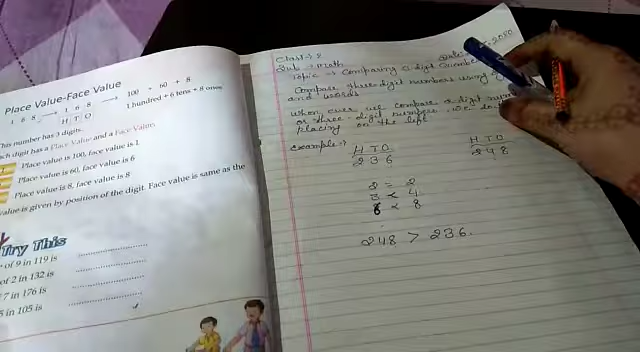 Place Value-Face Value
1 6 8 → 1 6 8 → 100 + 60 + 8
H T O 1 hundred + 6 tens + 8 ones
This number has 3 digits.
ach digit has a Place Value and a Face Value.
Place value is 100, face value is 1
Place value is 60, face value is 6
Place value is 8, face value is 8
value is given by position of the digit. Face value is same as the
Try This
of 9 in 119 is
of 2 in 132 is
7 in 176 is
5 in 105 is
Class → 2
Sub → Math
Topic → Comparing 3 digit
Compare three digit numbers using
and words
When ever we compare 2 digit
or three-digit numbers, we
placing on the left
Example:→
H T O
2 3 6
H T O
2 4 8
2 = 2
3 < 4
6 < 8
248 > 236.